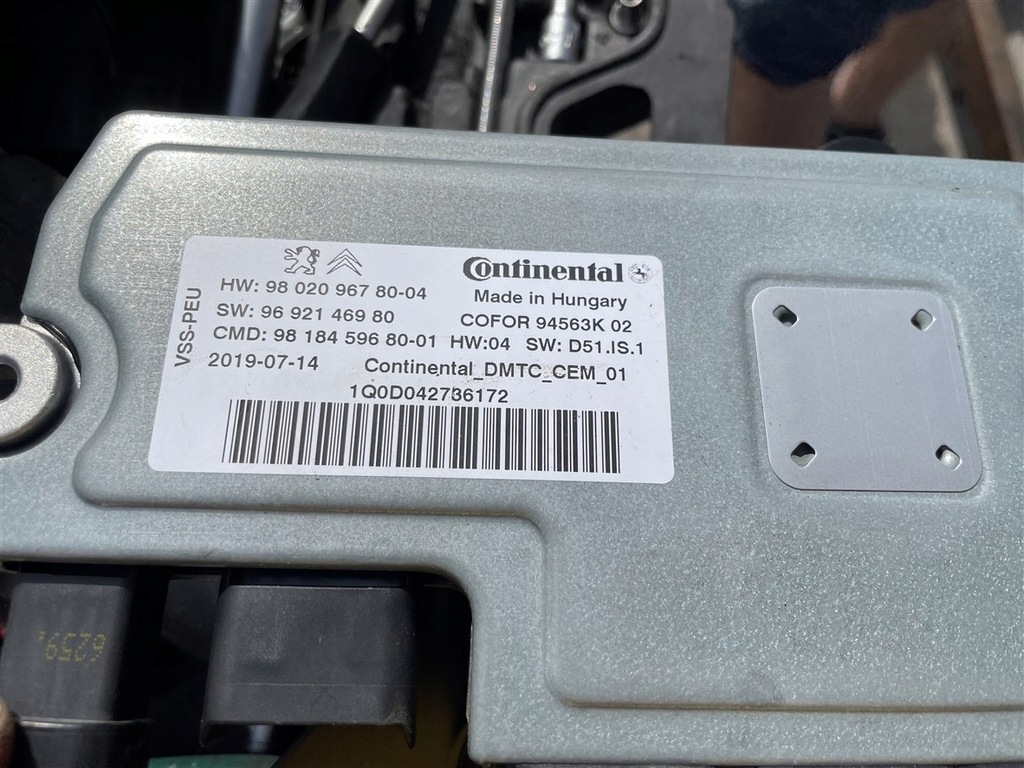 Continental
HW: 98 020 967 80-04
Made in Hungary
SW: 96 921 469 80
COFOR 94563K 02
CMD: 98 184 596 80-01 HW:04 SW: D51.IS.1
2019-07-14 Continental_DMTC_CEM_01
1Q0D042736172
VSS-PEU
6259